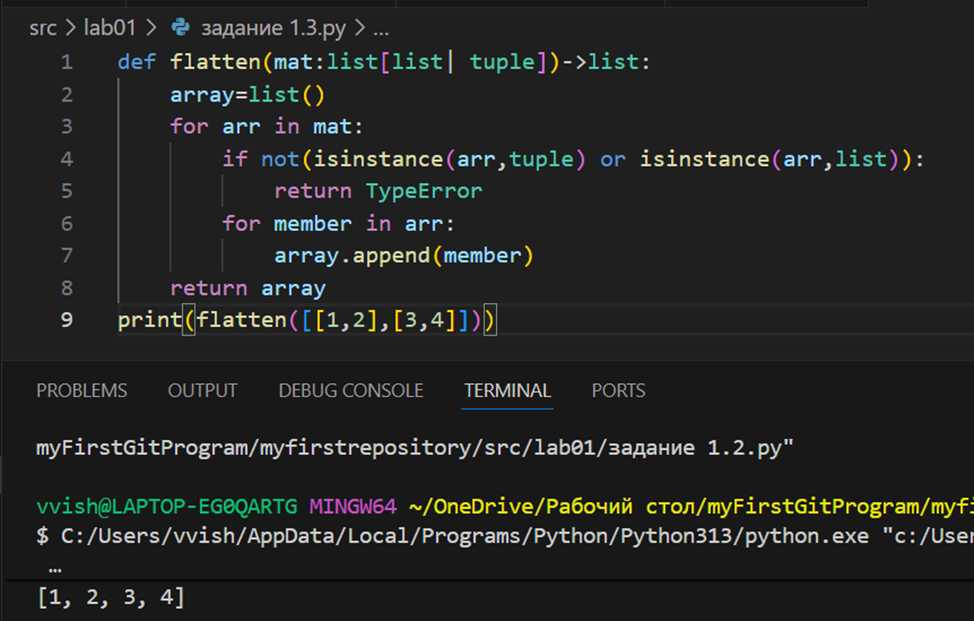 src > lab01 > задание 1.3.py > ...
1 def flatten(mat:list[list| tuple])->list:
2     array=list()
3     for arr in mat:
4         if not(isinstance(arr,tuple) or isinstance(arr,list)):
5             return TypeError
6         for member in arr:
7             array.append(member)
8     return array
9 print(flatten([[1,2],[3,4]]))
PROBLEMS OUTPUT DEBUG CONSOLE TERMINAL PORTS
myFirstGitProgram/myfirstrepository/src/lab01/задание 1.2.py"
vvish@LAPTOP-EG0QARTG MINGW64 ~/OneDrive/Рабочий стол/myFirstGitProgram/myfi
$ C:/Users/vvish/AppData/Local/Programs/Python/Python313/python.exe "c:/User
...
[1, 2, 3, 4]